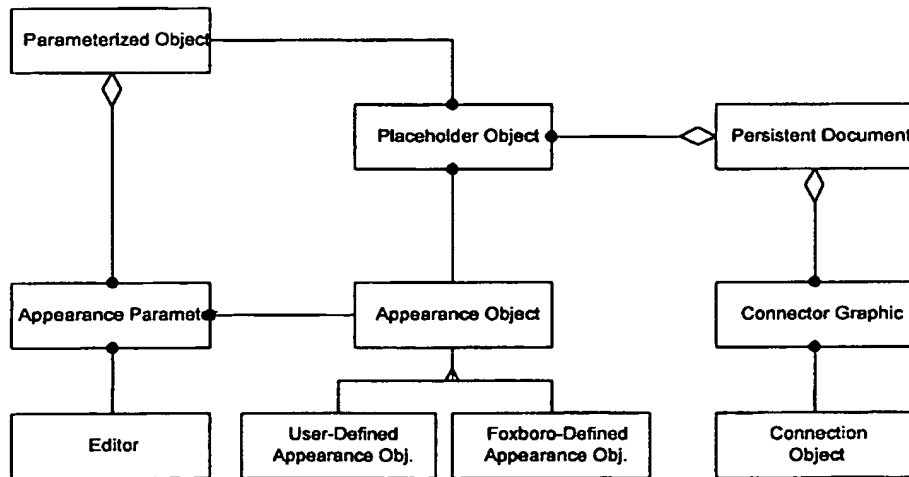 Parameterized Object
Placeholder Object
Persistent Document
Appearance Paramet
Appearance Object
Connector Graphic
Editor
User-Defined
Appearance Obj.
Foxboro-Defined
Appearance Obj.
Connection
Object